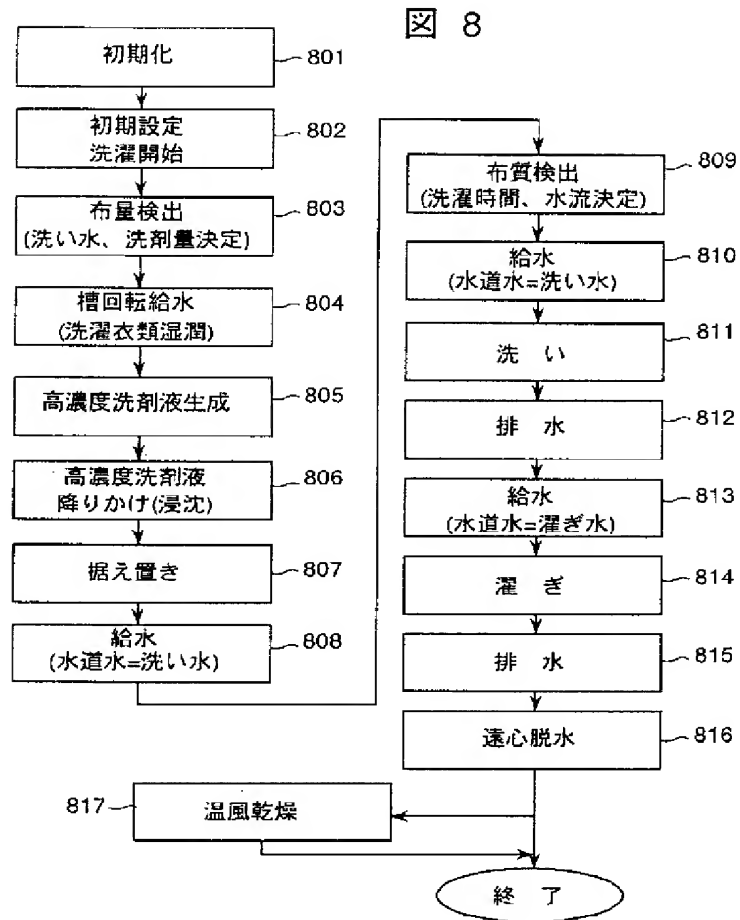 図 8
初期化
801
初期設定
洗濯開始
802
布量検出
(洗い水、洗剤量決定)
803
槽回転給水
(洗濯衣類湿潤)
804
高濃度洗剤液生成
805
高濃度洗剤液
降りかけ(浸沈)
806
据え置き
807
給水
(水道水=洗い水)
808
布質検出
(洗濯時間、水流決定)
809
給水
(水道水=洗い水)
810
洗 い
811
排 水
812
給水
(水道水=濯ぎ水)
813
濯 ぎ
814
排 水
815
遠心脱水
816
817
温風乾燥
終 了